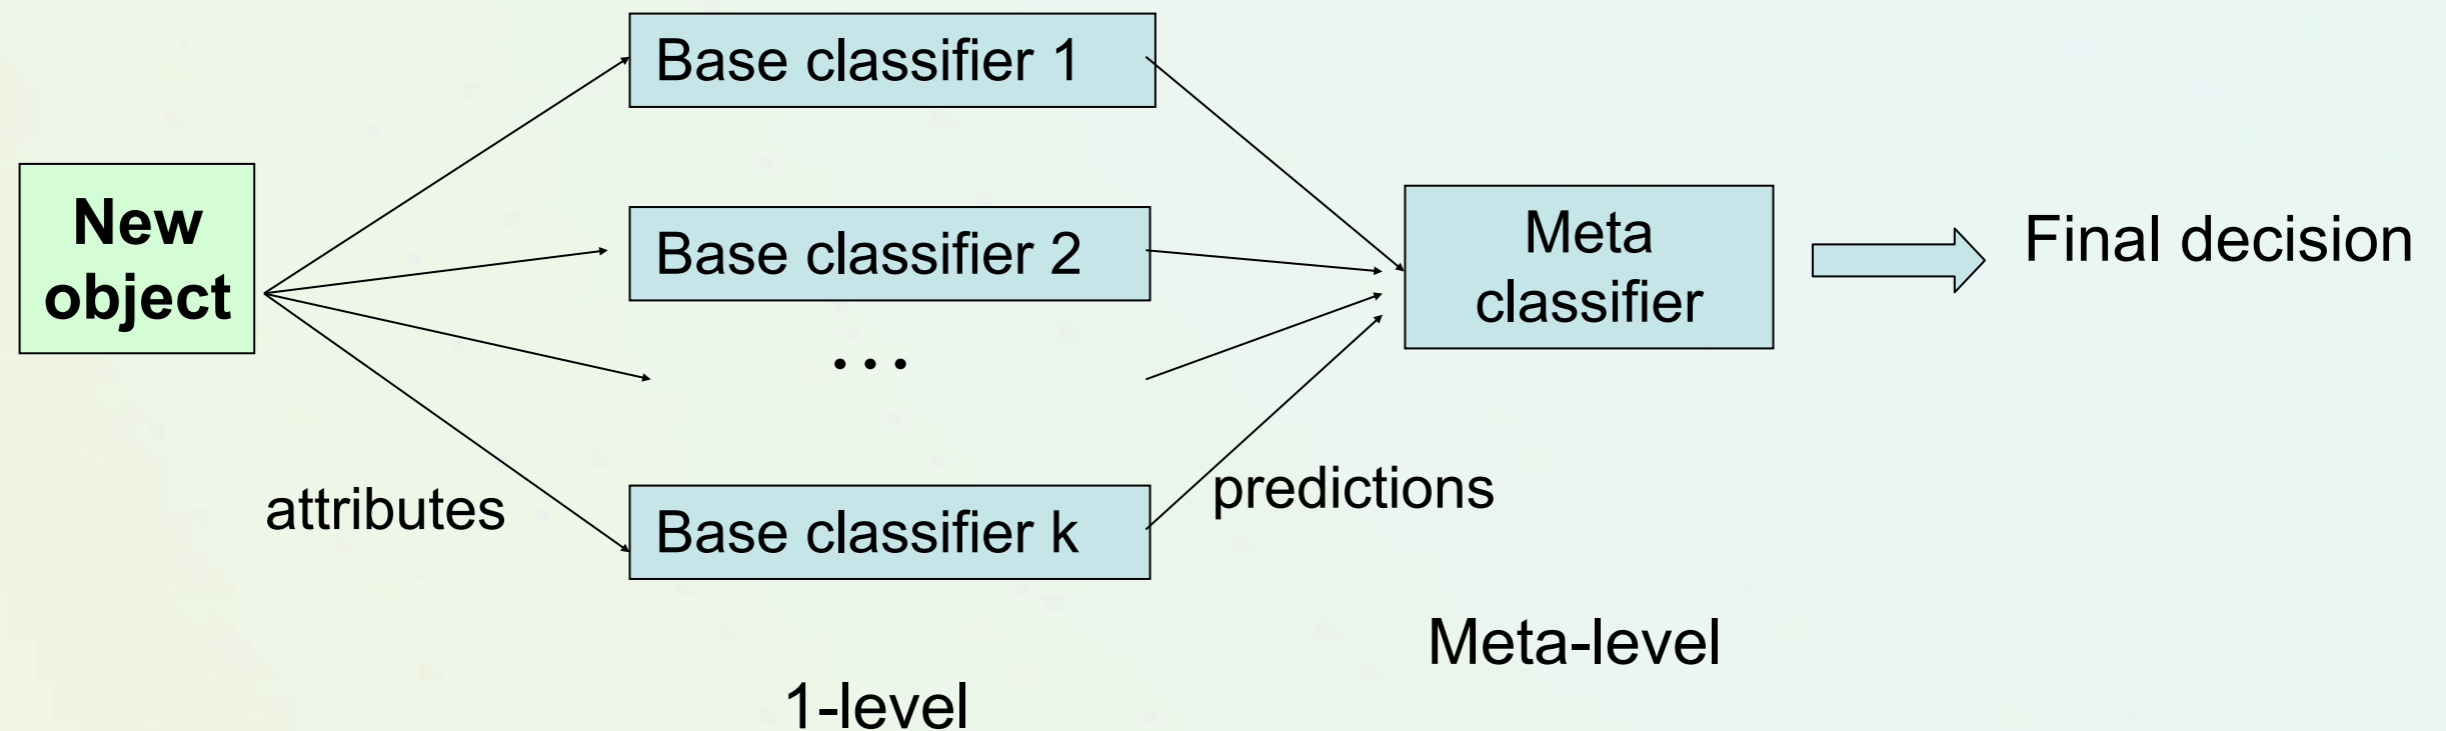 Base classifier 1
New
object
Base classifier 2
...
Base classifier k
attributes
predictions
Meta
classifier
Final decision
Meta-level
1-level